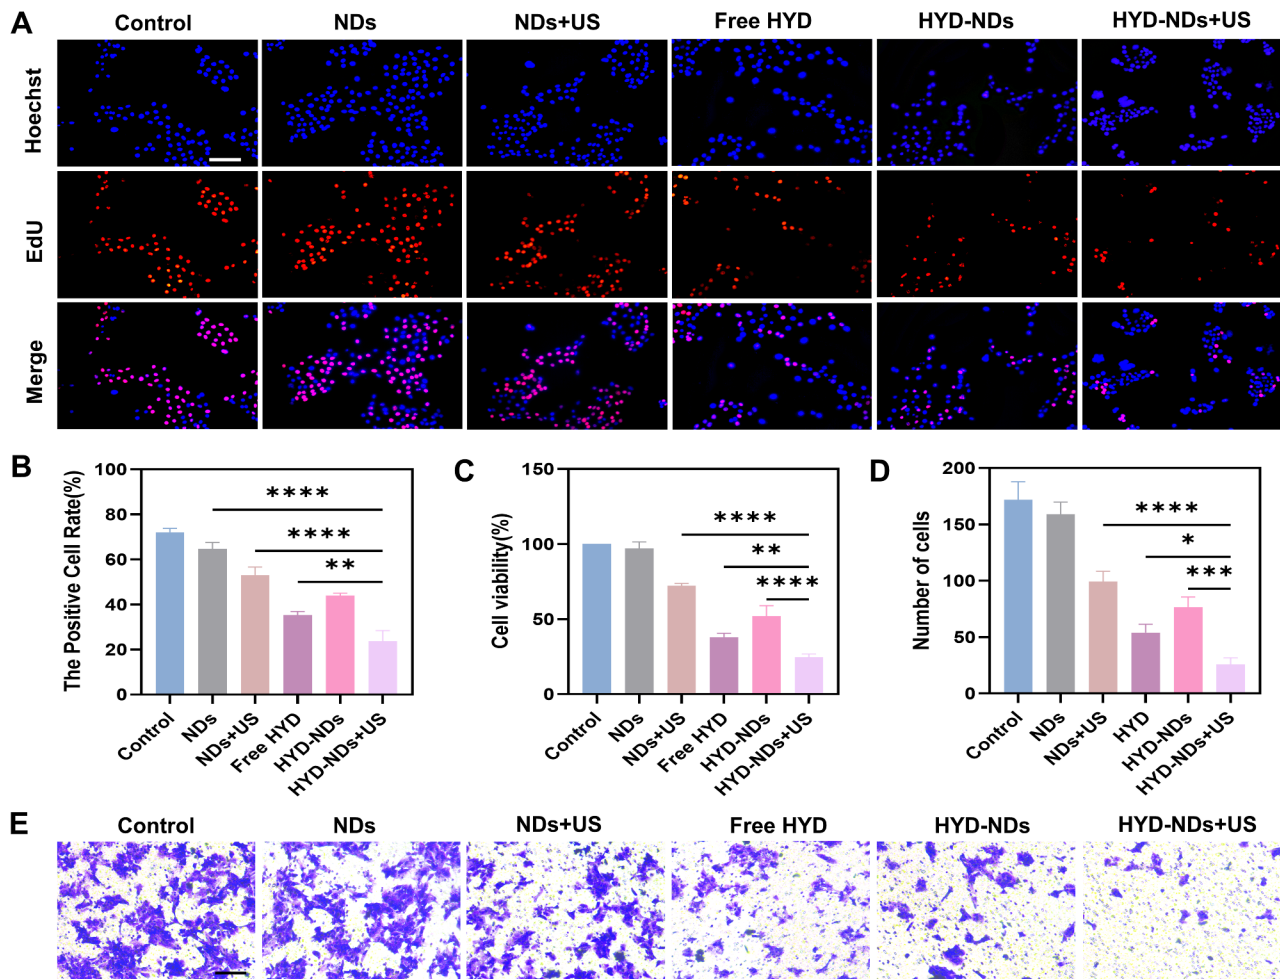 A
Control NDs NDs+US Free HYD HYD-NDs HYD-NDs+US
Hoechst
EdU
Merge
B
The Positive Cell Rate(%)
100
80
60
40
20
0
****
****
**
Control NDs NDs+US Free HYD HYD-NDs HYD-NDs+US
C
Cell viability(%)
150
100
50
0
****
**
****
Control NDs NDs+US Free HYD HYD-NDs HYD-NDs+US
D
Number of cells
200
150
100
50
0
****
*
***
Control NDs NDs+US HYD HYD-NDs HYD-NDs+US
E
Control NDs NDs+US Free HYD HYD-NDs HYD-NDs+US